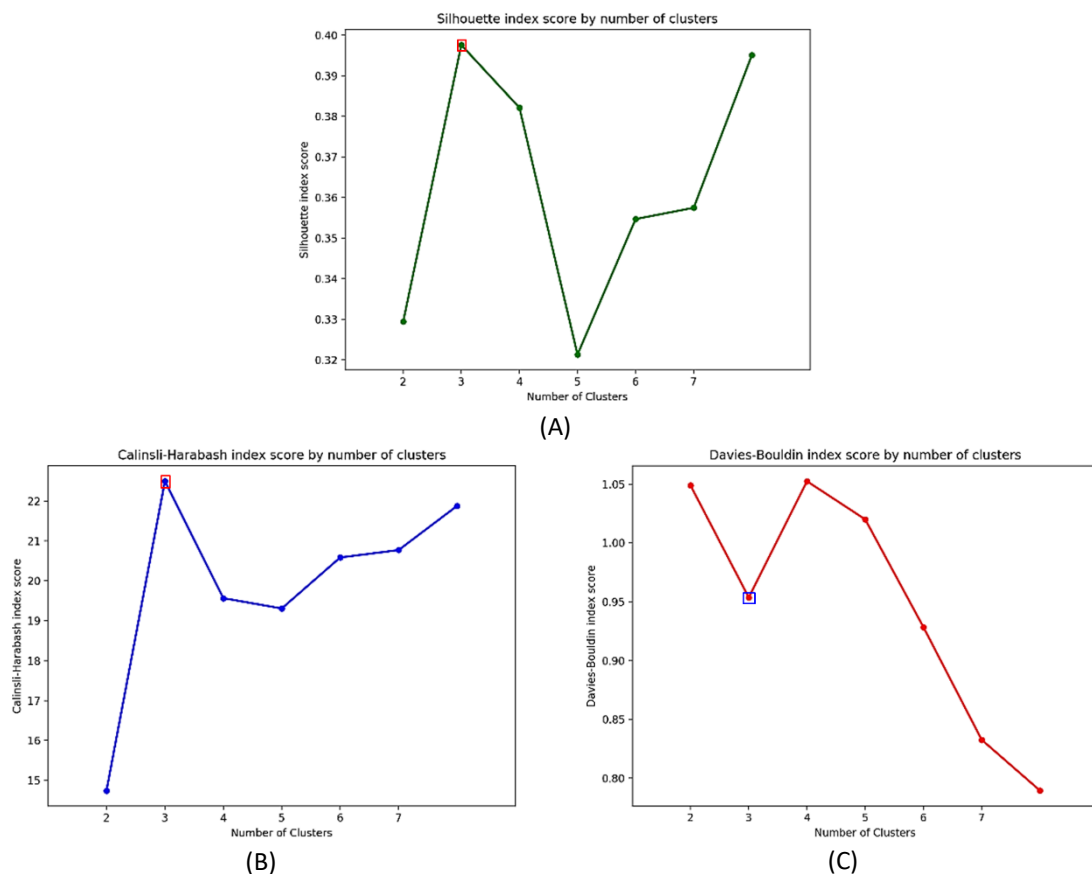 Silhouette index score by number of clusters
0.40
0.39
0.38
0.37
0.36
0.35
0.34
0.33
0.32
Silhouette index score
2 3 4 5 6 7
Number of Clusters
(A)
Calinsli-Harabash index score by number of clusters
22
21
20
19
18
17
16
15
Calinsli-Harabash index score
2 3 4 5 6 7
Number of Clusters
(B)
Davies-Bouldin index score by number of clusters
1.05
1.00
0.95
0.90
0.85
0.80
Davies-Bouldin index score
2 3 4 5 6 7
Number of Clusters
(C)